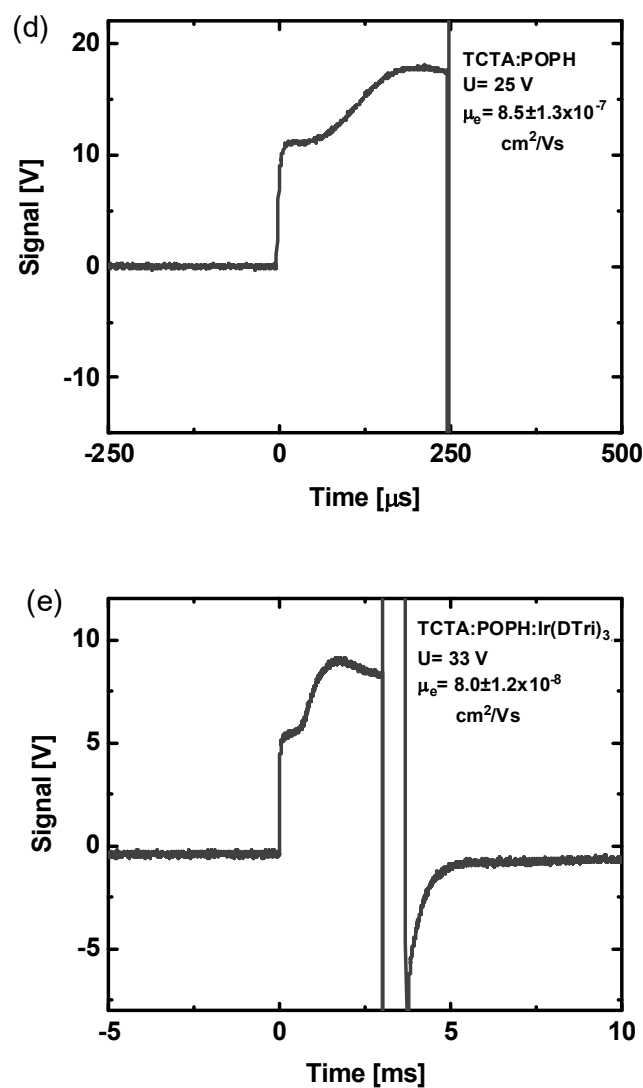 (d)
20
10
0
-10
Signal [V]
TCTA:POPH
U= 25 V
μe= 8.5±1.3x10-7
cm2/Vs
-250 0 250 500
Time [μs]
(e)
10
5
0
-5
Signal [V]
TCTA:POPH:Ir(DTri)3
U= 33 V
μe= 8.0±1.2x10-8
cm2/Vs
-5 0 5 10
Time [ms]